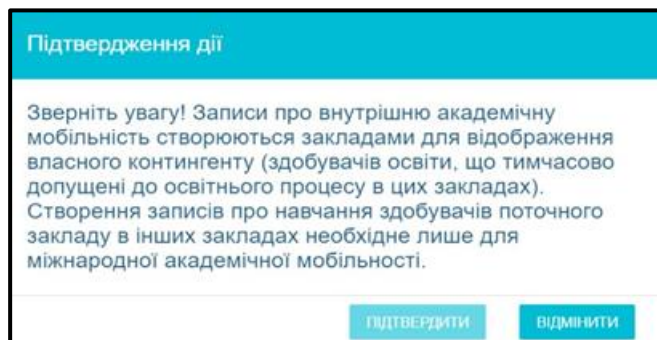 Підтвердження дії
Зверніть увагу! Записи про внутрішню академічну
мобільність створюються закладами для відображення
власного контингенту (здобувачів освіти, що тимчасово
допущені до освітнього процесу в цих закладах).
Створення записів про навчання здобувачів поточного
закладу в інших закладах необхідне лише для
міжнародної академічної мобільності.
ПІДТВЕРДИТИ ВІДМІНИТИ